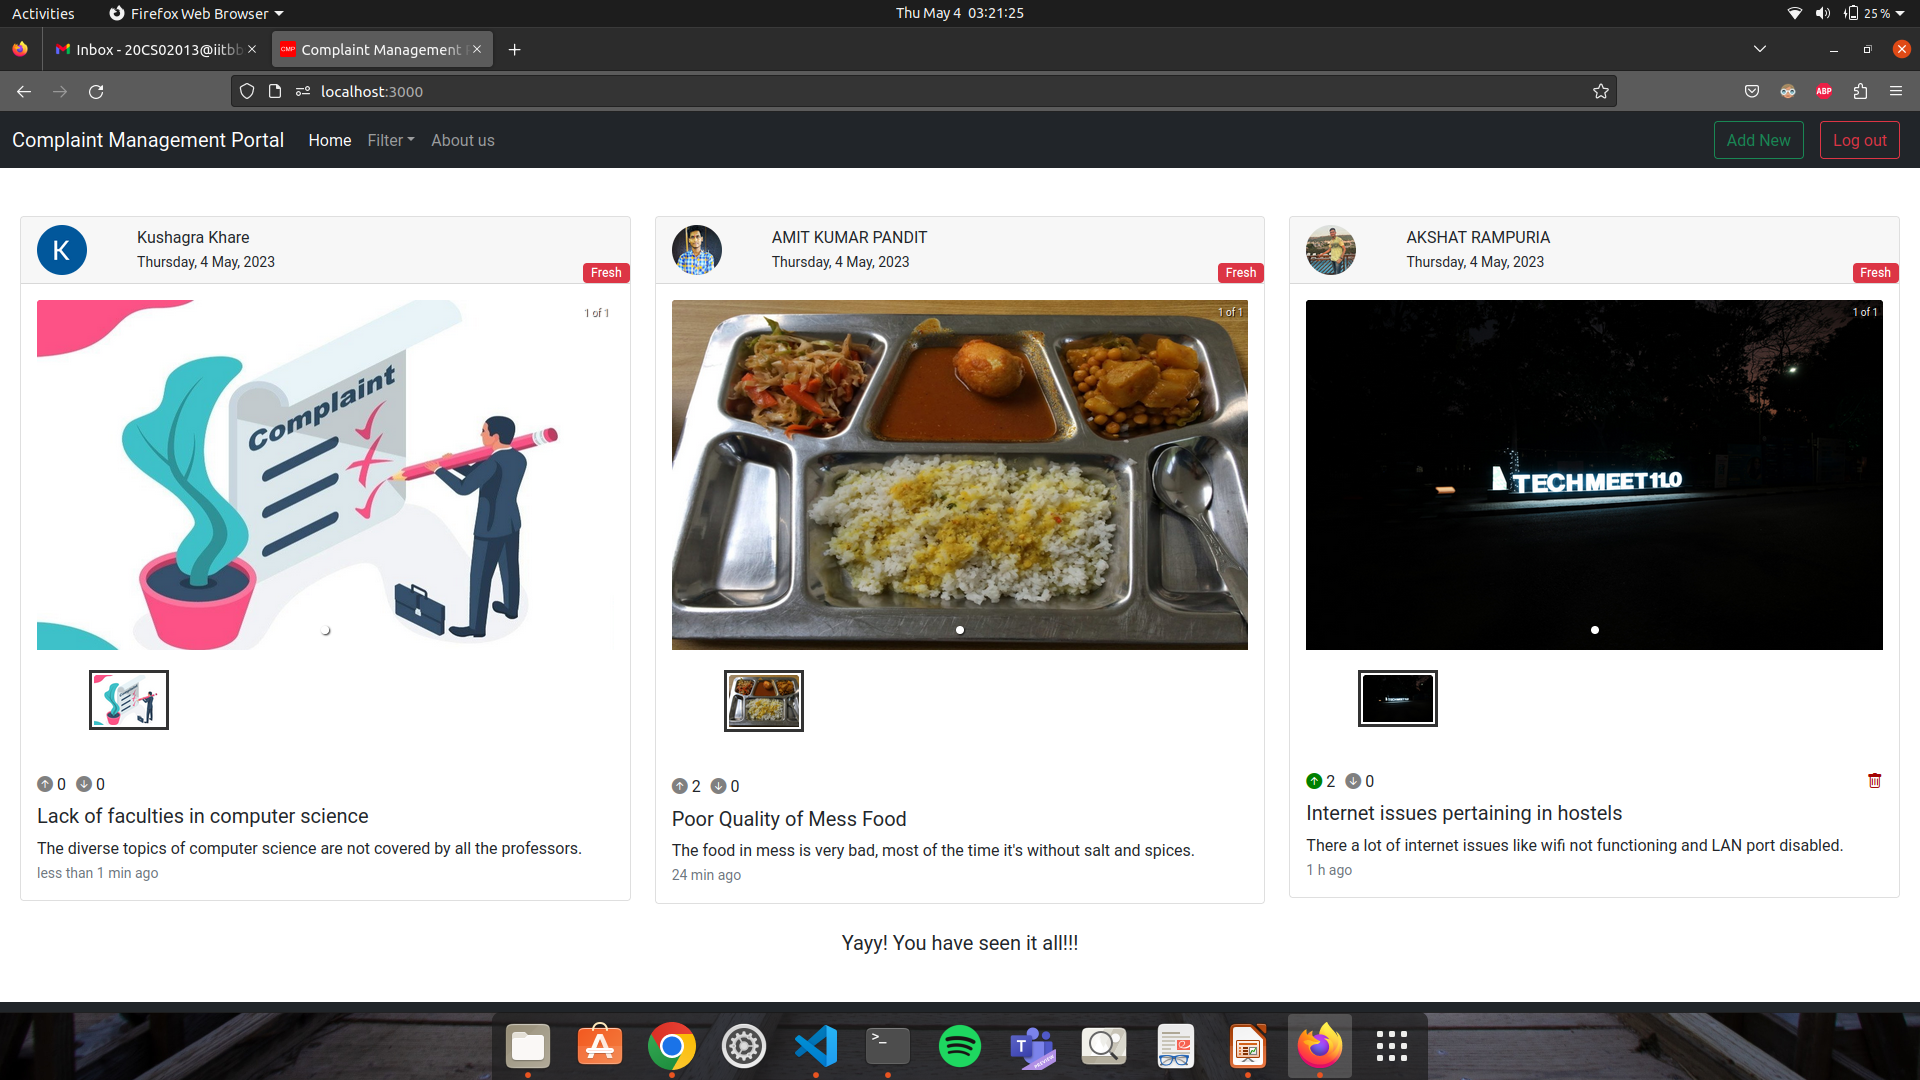 Activities Firefox Web Browser Thu May 4 03:21:25 25 %
Inbox - 20CS02013@iitbb Complaint Management
localhost:3000 ABP
Complaint Management Portal Home Filter About us Add New Log out
K
Kushagra Khare
Thursday, 4 May, 2023
Fresh
1 of 1
Complaint
0 0
Lack of faculties in computer science
The diverse topics of computer science are not covered by all the professors.
less than 1 min ago
AMIT KUMAR PANDIT
Thursday, 4 May, 2023
Fresh
1 of 1
2 0
Poor Quality of Mess Food
The food in mess is very bad, most of the time it's without salt and spices.
24 min ago
AKSHAT RAMPURIA
Thursday, 4 May, 2023
Fresh
1 of 1
TECHMEET11.0
2 0
Internet issues pertaining in hostels
There a lot of internet issues like wifi not functioning and LAN port disabled.
1 h ago
Yayy! You have seen it all!!!